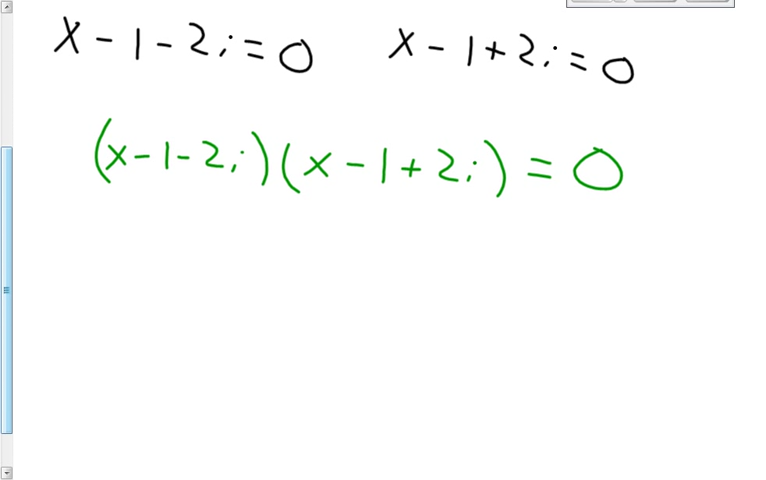 x - 1 - 2i = 0 x - 1 + 2i = 0
(x - 1 - 2i)(x - 1 + 2i) = 0